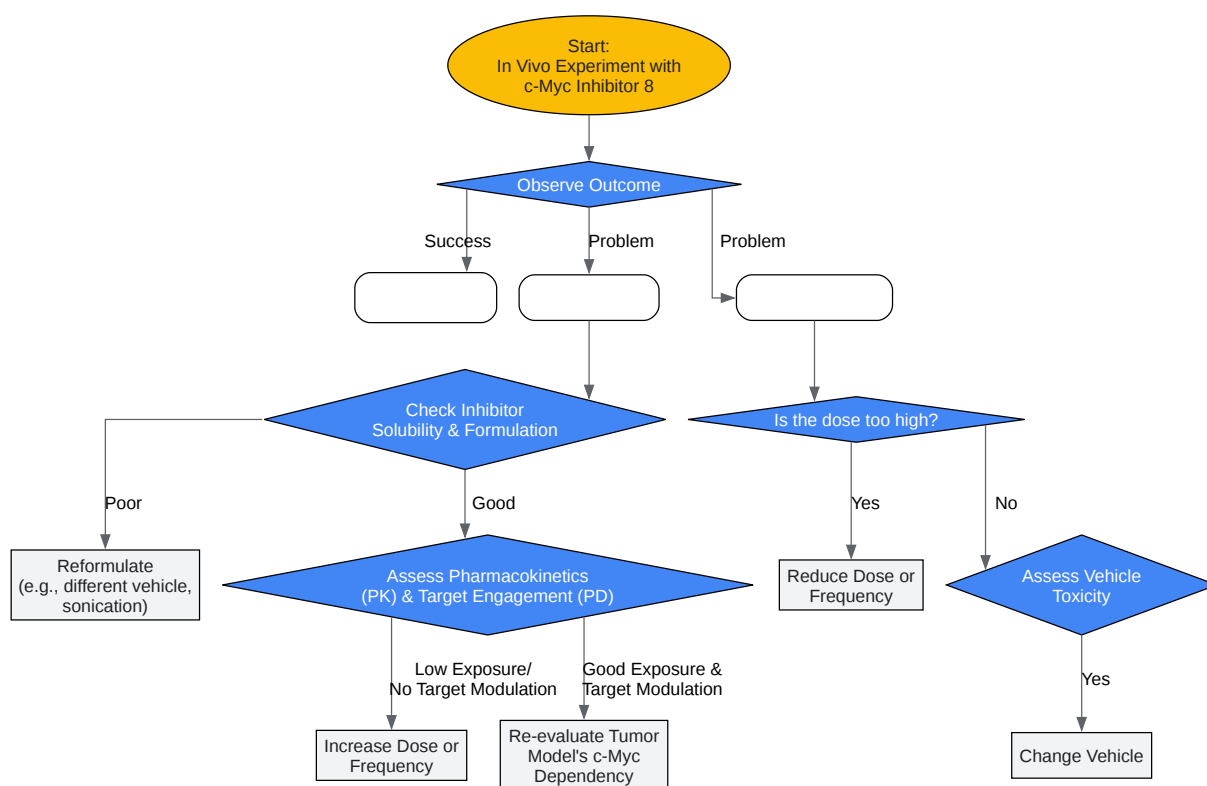 Start:
In Vivo Experiment with
c-Myc Inhibitor 8
Observe Outcome
Success
Problem
Problem
Check Inhibitor
Solubility & Formulation
Is the dose too high?
Poor
Good
Yes
No
Reformulate
(e.g., different vehicle,
sonication)
Assess Pharmacokinetics
(PK) & Target Engagement (PD)
Reduce Dose or
Frequency
Assess Vehicle
Toxicity
Low Exposure/
No Target Modulation
Good Exposure &
Target Modulation
Yes
Increase Dose or
Frequency
Re-evaluate Tumor
Model's c-Myc
Dependency
Change Vehicle